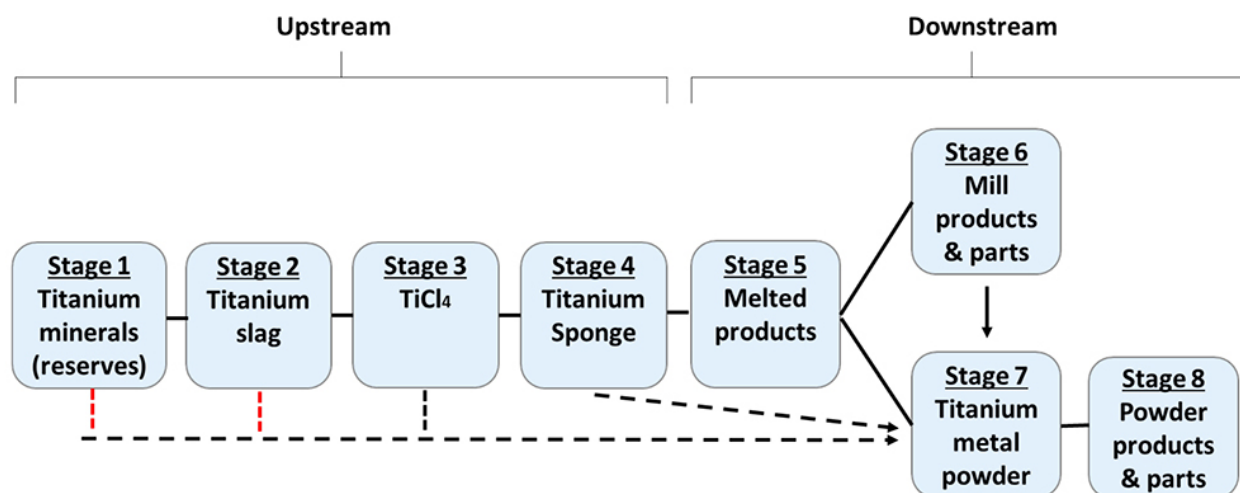 Upstream
Downstream
Stage 1
Titanium
minerals
(reserves)
Stage 2
Titanium
slag
Stage 3
TiCl₄
Stage 4
Titanium
Sponge
Stage 5
Melted
products
Stage 6
Mill
products
& parts
Stage 7
Titanium
metal
powder
Stage 8
Powder
products
& parts